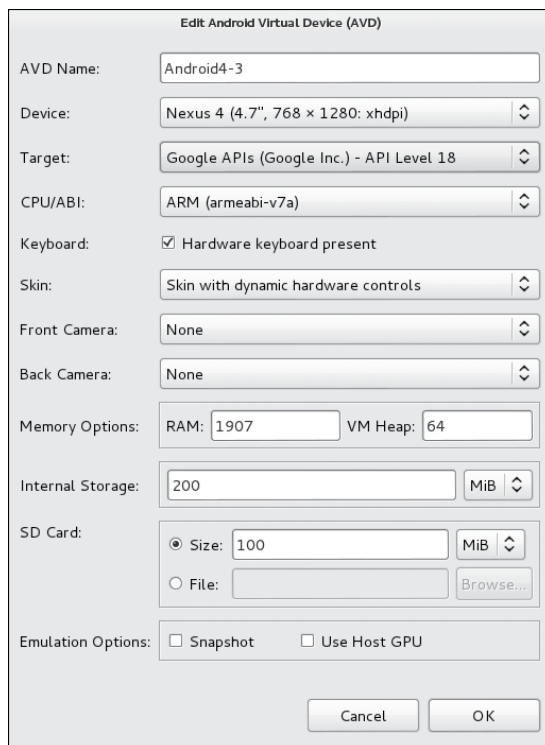 Edit Android Virtual Device (AVD)
AVD Name: Android4-3
Device: Nexus 4 (4.7", 768 × 1280: xhdpi)
Target: Google APIs (Google Inc.) - API Level 18
CPU/ABI: ARM (armeabi-v7a)
Keyboard: Hardware keyboard present
Skin: Skin with dynamic hardware controls
Front Camera: None
Back Camera: None
Memory Options: RAM: 1907 VM Heap: 64
Internal Storage: 200 MiB
SD Card:
Size: 100 MiB
File: Browse...
Emulation Options: Snapshot Use Host GPU
Cancel OK